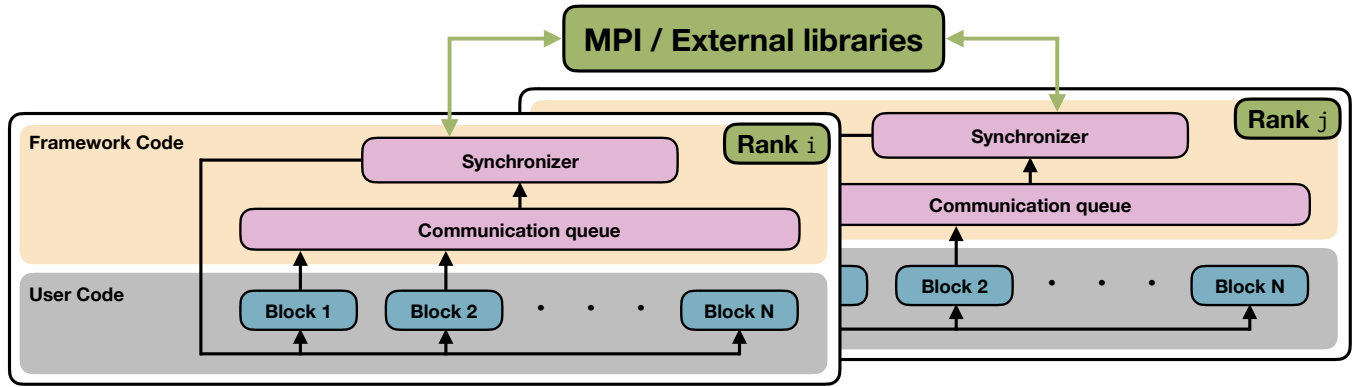 MPI / External libraries
Framework Code
Rank i
Synchronizer
Communication queue
User Code
Block 1
Block 2
. . .
Block N
Rank j
Synchronizer
Communication queue
Block 2
. . .
Block N